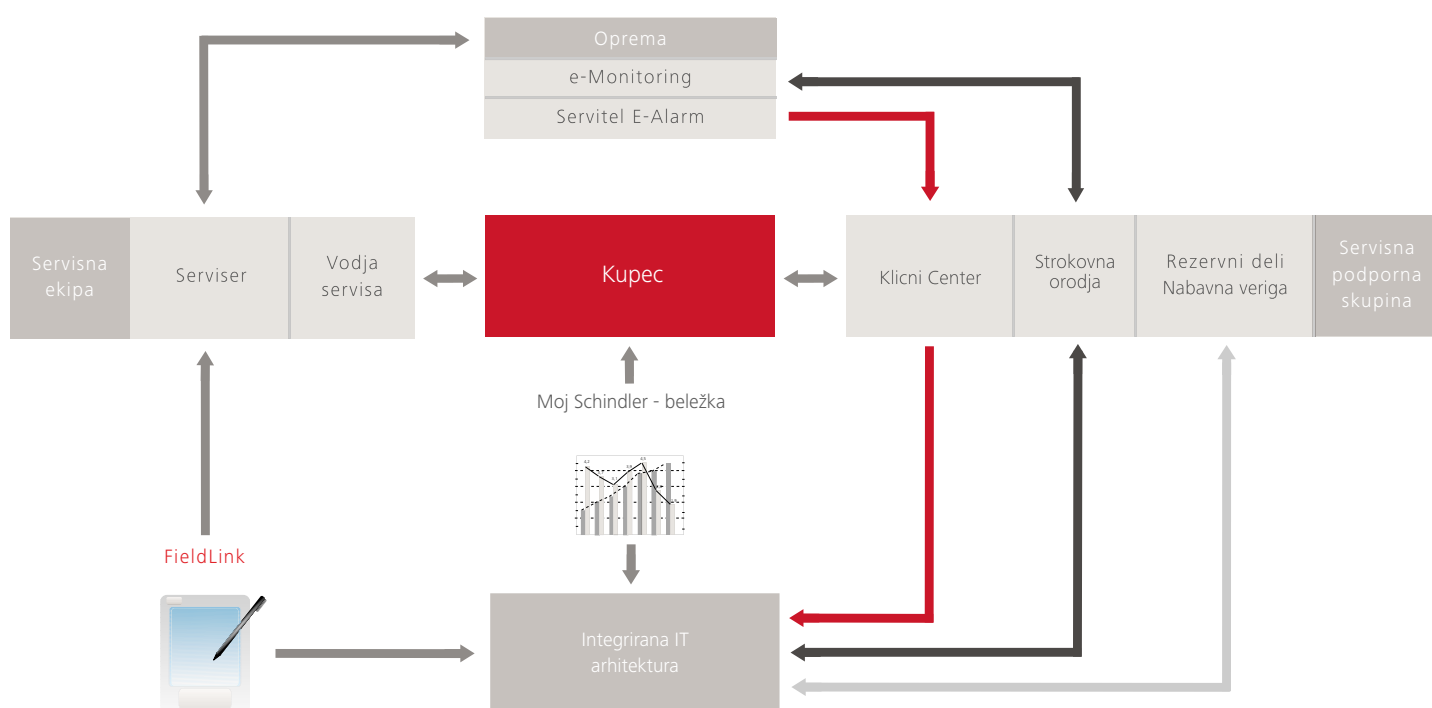 Oprema
e-Monitoring
Servitel E-Alarm
Servisna
ekipa
Serviser
Vodja
servisa
Kupec
Klicni Center
Strokovna
orodja
Rezervni deli
Nabavna veriga
Servisna
podporna
skupina
Moj Schindler - beležka
FieldLink
Integrirana IT
arhitektura